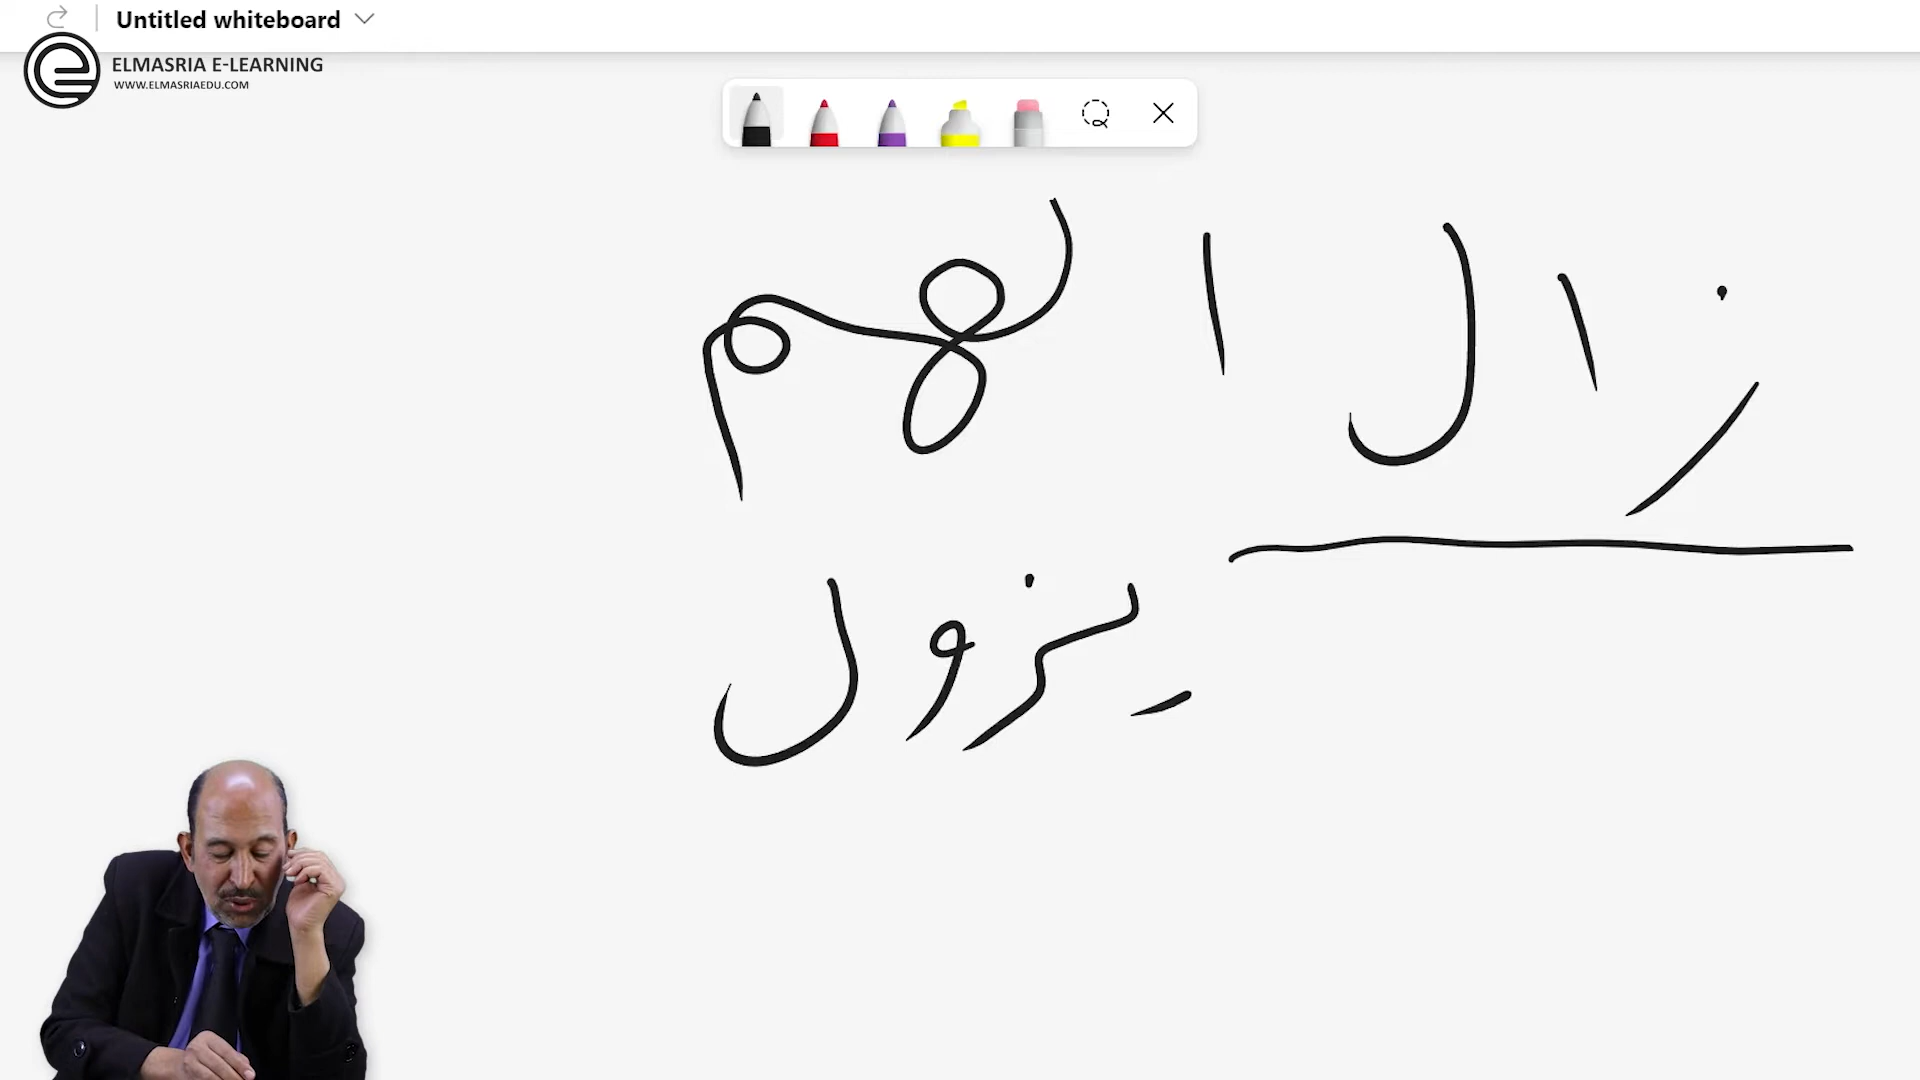 Untitled whiteboard
ELMASRIA E-LEARNING
WWW.ELMASRIAEDU.COM
زال الهم
يزول